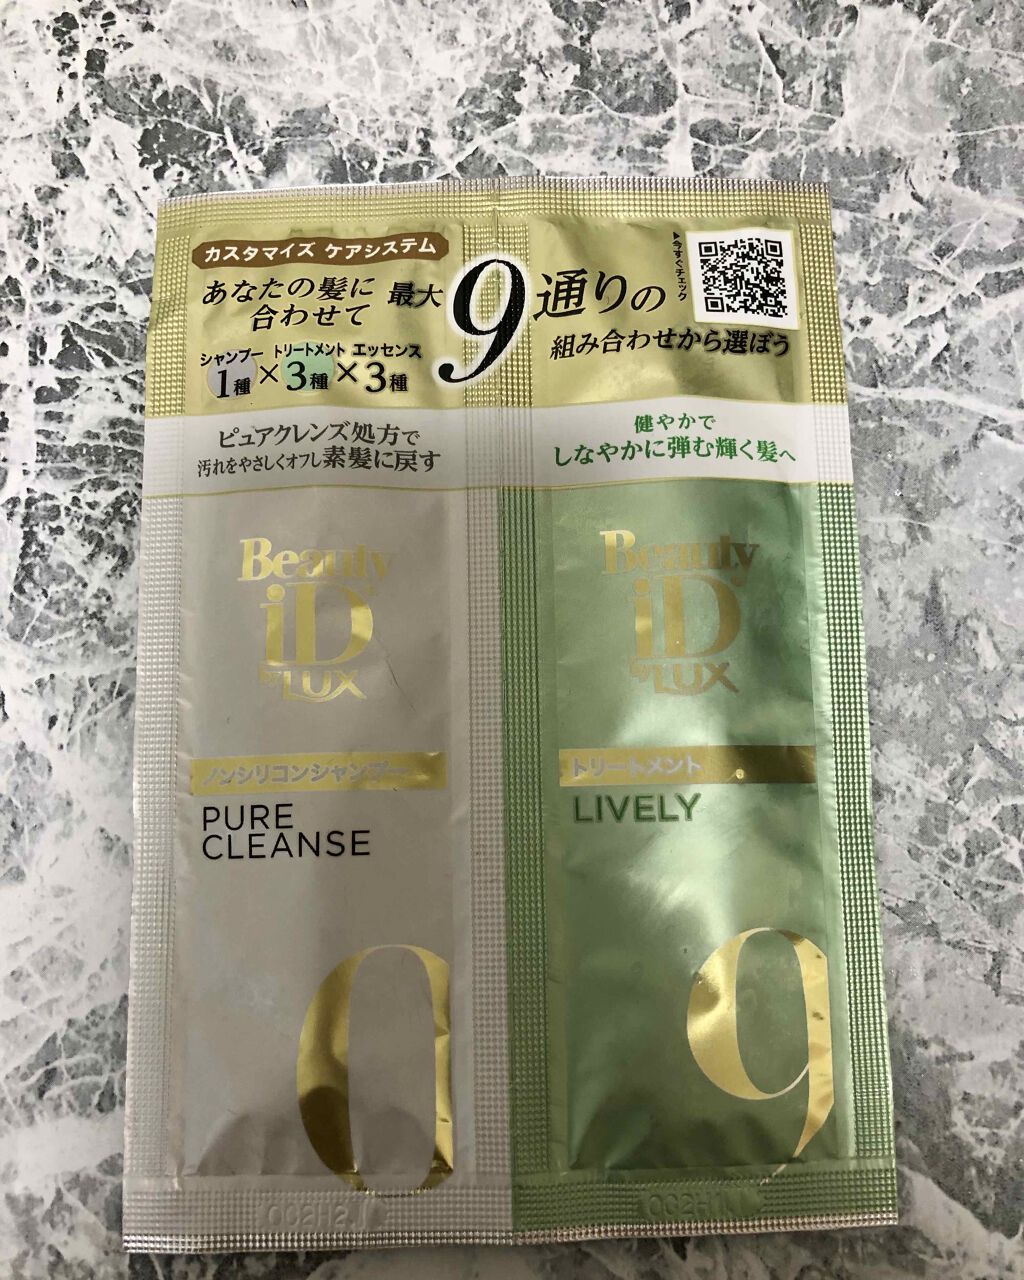 カスタマイズ ケアシステム
あなたの髪に
合わせて
最大9通りの
組み合わせから選ぼう
▶今すぐチェック
シャンプー トリートメント エッセンス
1種×3種×3種
ピュアクレンズ処方で
汚れをやさしくオフし素髪に戻す
Beauty
iD
by LUX
ノンシリコンシャンプー
PURE
CLEANSE
0
健やかで
しなやかに弾む輝く髪へ
Beauty
iD
by LUX
トリートメント
LIVELY
9